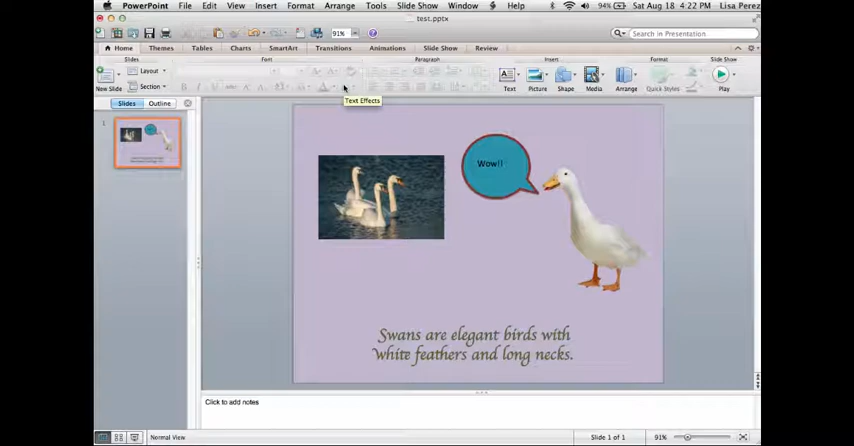 PowerPoint File Edit View Insert Format Arrange Tools Slide Show Window Help 94% Sat Aug 18 4:22 PM Lisa Perez
test.pptx
91% Search in Presentation
Home Themes Tables Charts SmartArt Transitions Animations Slide Show Review
Slides Font Paragraph Insert Format Slide Show
Layout
Section
New Slide Text Picture Shape Media Arrange Quick Styles Play
Text Effects
Slides Outline
1
Wow!!
Swans are elegant birds with
white feathers and long necks.
Click to add notes
Normal View Slide 1 of 1 91%